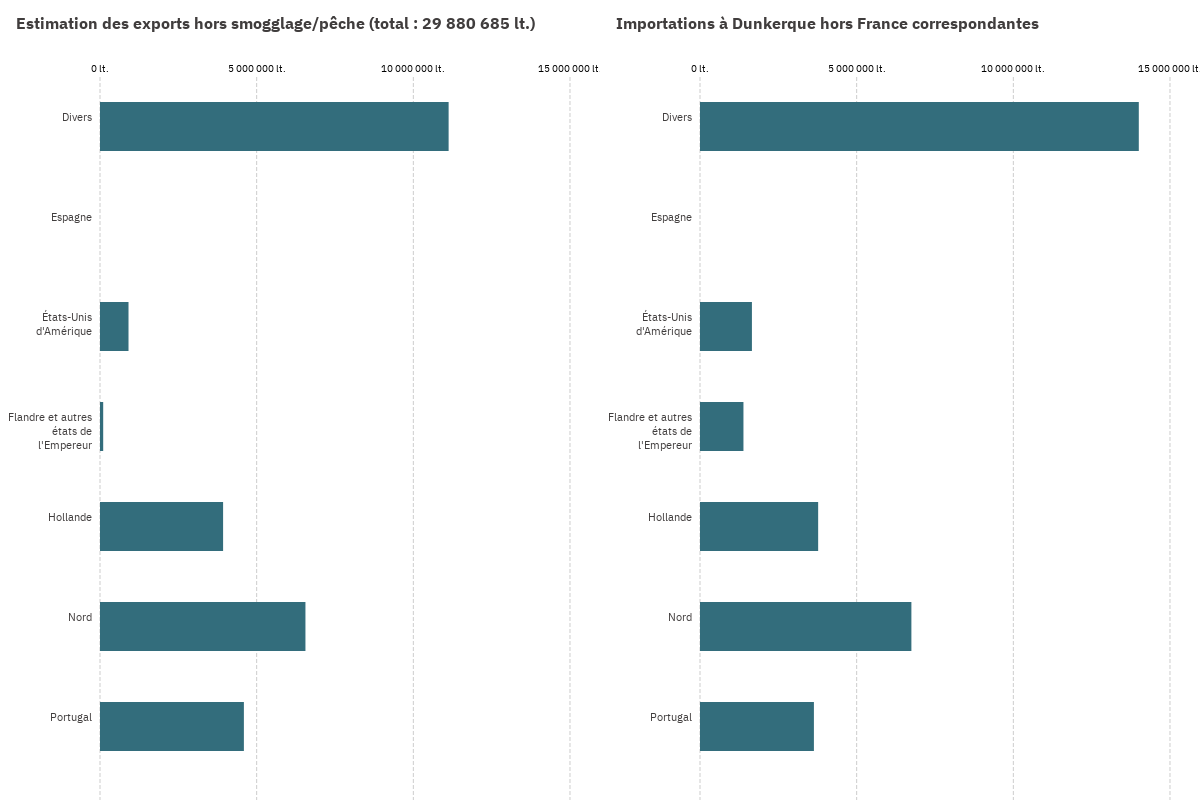 Estimation des exports hors smogglage/pêche (total : 29 880 685 lt.)
0 lt.
5 000 000 lt.
10 000 000 lt.
15 000 000 lt
Divers
Espagne
États-Unis
d'Amérique
Flandre et autres
états de
l'Empereur
Hollande
Nord
Portugal
Importations à Dunkerque hors France correspondantes
0 lt.
5 000 000 lt.
10 000 000 lt.
15 000 000 lt
Divers
Espagne
États-Unis
d'Amérique
Flandre et autres
états de
l'Empereur
Hollande
Nord
Portugal